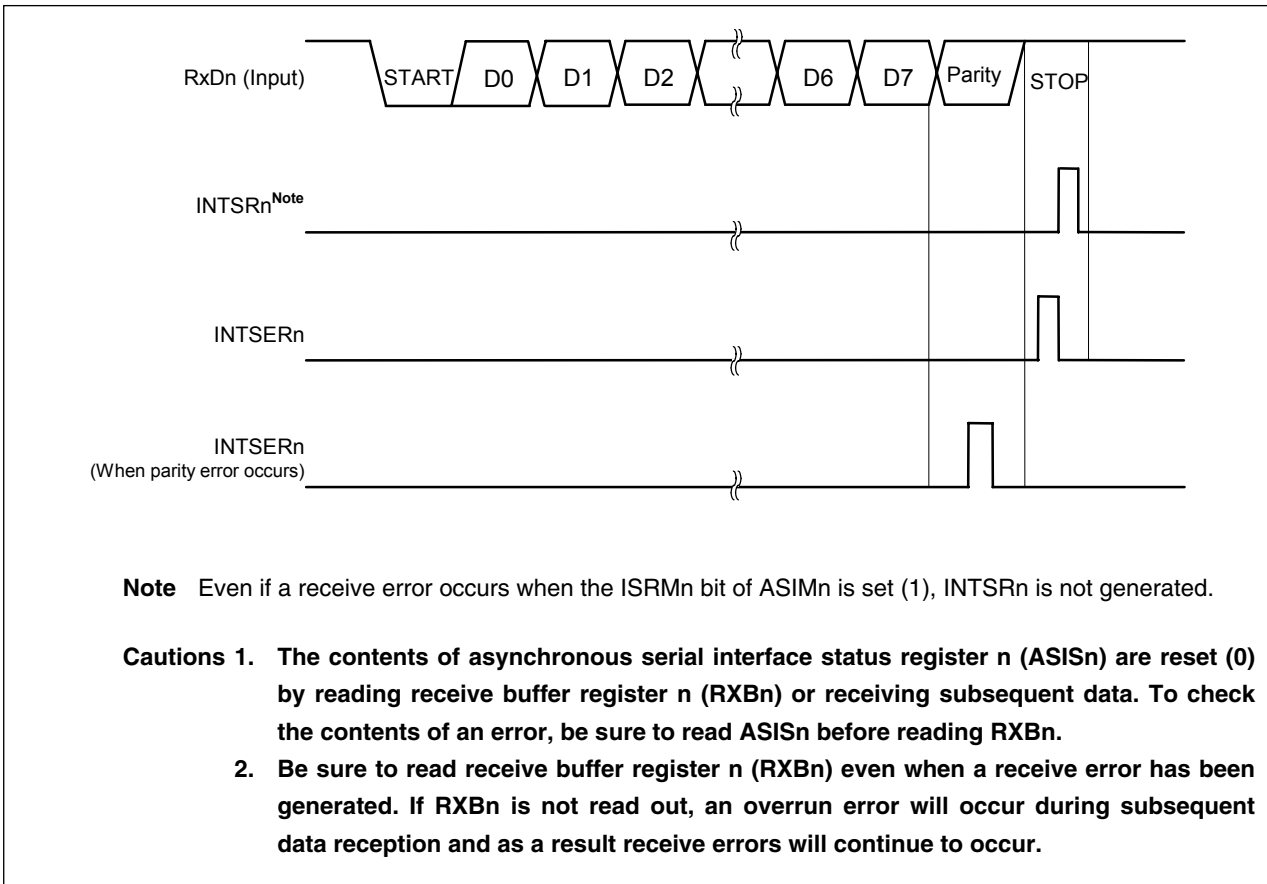 RxDn (Input) START D0 D1 D2 D6 D7 Parity STOP
INTSRnNote
INTSERn
INTSERn
(When parity error occurs)
Note Even if a receive error occurs when the ISRMn bit of ASIMn is set (1), INTSRn is not generated.
Cautions 1. The contents of asynchronous serial interface status register n (ASISn) are reset (0)
by reading receive buffer register n (RXBn) or receiving subsequent data. To check
the contents of an error, be sure to read ASISn before reading RXBn.
2. Be sure to read receive buffer register n (RXBn) even when a receive error has been
generated. If RXBn is not read out, an overrun error will occur during subsequent
data reception and as a result receive errors will continue to occur.